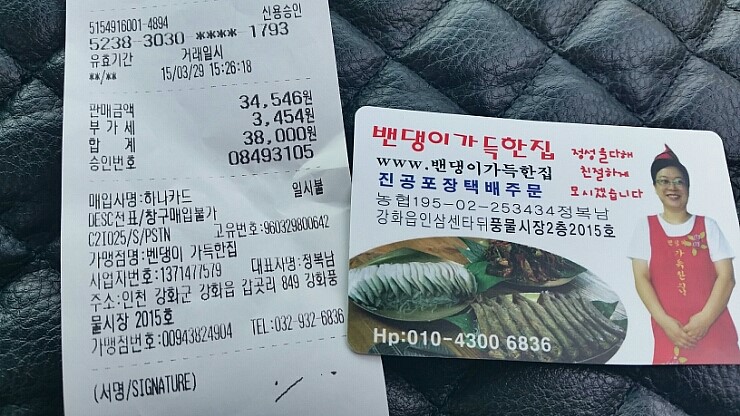 신용승인
5154916001-4894
5238-3030 **** 1793
유효기간 거래일시
**/** 15/03/29 15:26:18
판매금액 34,546원
부가세 3,454원
합계 38,000원
승인번호 08493105
일시불
매입사명:하나카드
DESC전표/창구매입불가
C2I025/S/PSTN 고유번호:960329800642
가맹점명:벤댕이 가득한집
사업자번호:1371477579 대표자명:정복남
주소:인천 강화군 강화읍 갑곳리 849 강화풍
물시장 2015호
가맹점번호:00943824904 TEL:032-932-6836
(서명/SIGNATURE)
밴댕이가득한집
www.밴댕이가득한집
진공포장택배주문
정성을다해
친절하게
모시겠습니다
농협195-02-253434정복남
강화읍인삼센타뒤풍물시장2층2015호
Hp:010-4300 6836
가득한집